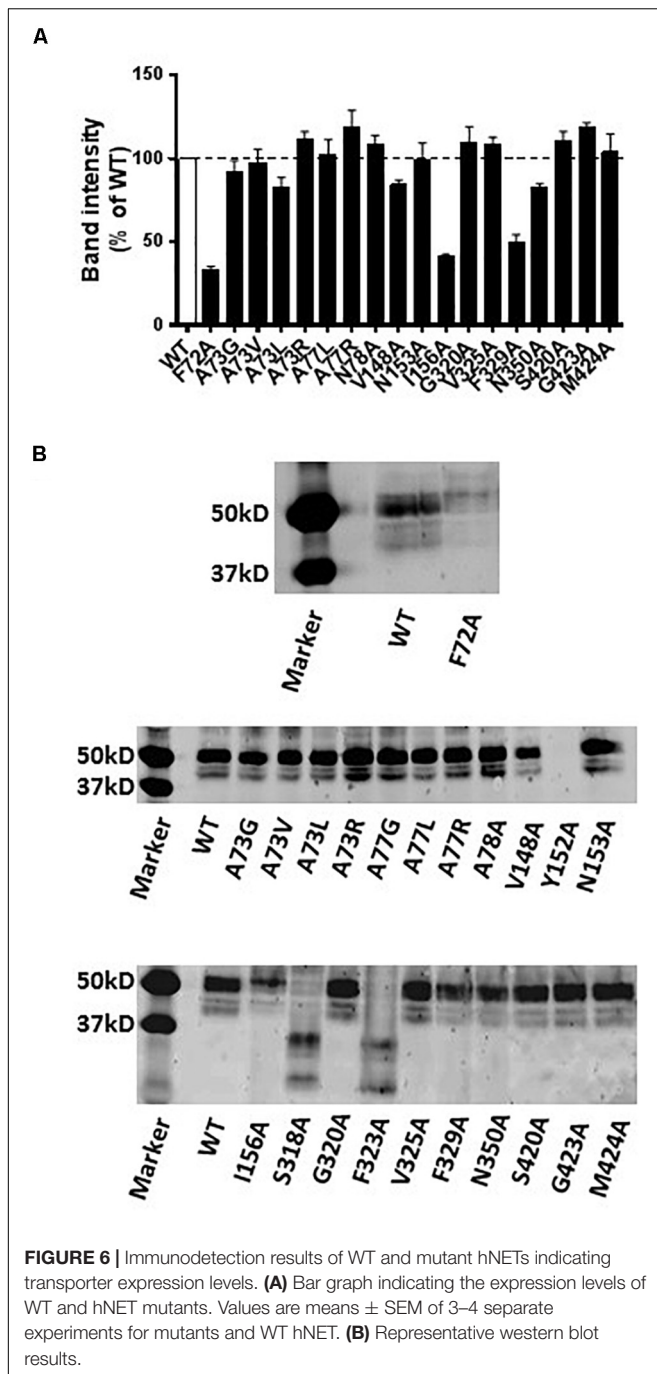 A
150
100
50
0
Band intensity
(% of WT)
WT
F72A
A73G
A73V
A73L
A73R
A77L
A77R
N78A
V148A
N153A
I156A
G320A
V325A
F329A
N350A
S420A
G423A
M424A
B
50kD
37kD
Marker
WT
F72A
50kD
37kD
Marker
WT
A73G
A73V
A73L
A73R
A77G
A77L
A77R
A78A
V148A
Y152A
N153A
50kD
37kD
Marker
WT
I156A
S318A
G320A
F323A
V325A
F329A
N350A
S420A
G423A
M424A
FIGURE 6 | Immunodetection results of WT and mutant hNETs indicating
transporter expression levels. (A) Bar graph indicating the expression levels of
WT and hNET mutants. Values are means ± SEM of 3–4 separate
experiments for mutants and WT hNET. (B) Representative western blot
results.